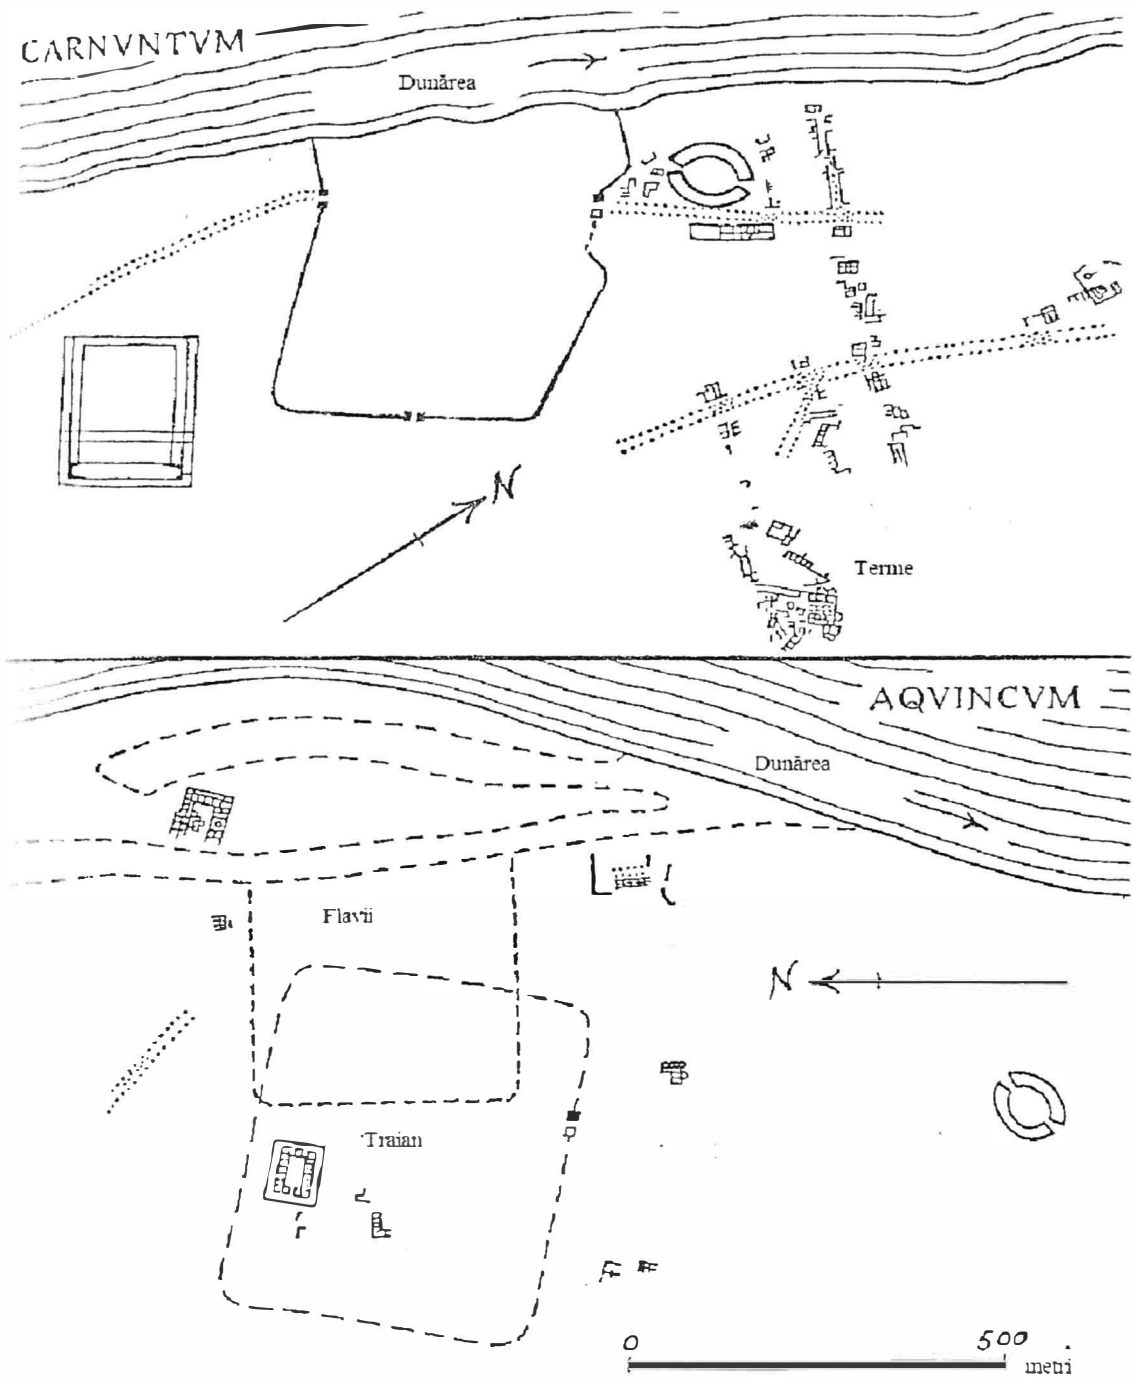 CARNVNTVM
Dunărea
N
Terme
AQVINCVM
Dunărea
Flavii
N
Traian
0 500
metri